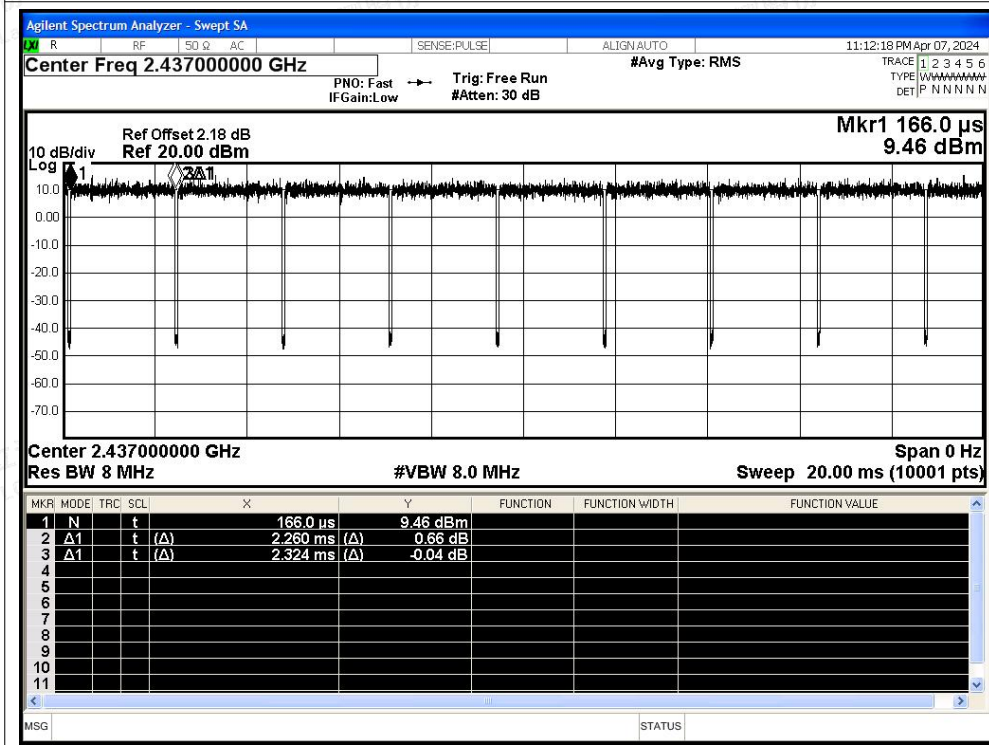 Agilent Spectrum Analyzer - Swept SA
LXI R RF 50 Ω AC SENSE:PULSE ALIGN AUTO 11:12:18 PM Apr 07, 2024
Center Freq 2.437000000 GHz #Avg Type: RMS TRACE 1 2 3 4 5 6
PNO: Fast Trig: Free Run TYPE WWWWWW
IFGain:Low #Atten: 30 dB DET P N N N N N
Mkr1 166.0 µs
Ref Offset 2.18 dB
10 dB/div Ref 20.00 dBm 9.46 dBm
Log
1 2Δ1 3Δ1
10.0
0.00
-10.0
-20.0
-30.0
-40.0
-50.0
-60.0
-70.0
Center 2.437000000 GHz Span 0 Hz
Res BW 8 MHz #VBW 8.0 MHz Sweep 20.00 ms (10001 pts)
MKR MODE TRC SCL X Y FUNCTION FUNCTION WIDTH FUNCTION VALUE
1 N t 166.0 µs 9.46 dBm
2 Δ1 t (Δ) 2.260 ms (Δ) 0.66 dB
3 Δ1 t (Δ) 2.324 ms (Δ) -0.04 dB
4
5
6
7
8
9
10
11
MSG STATUS